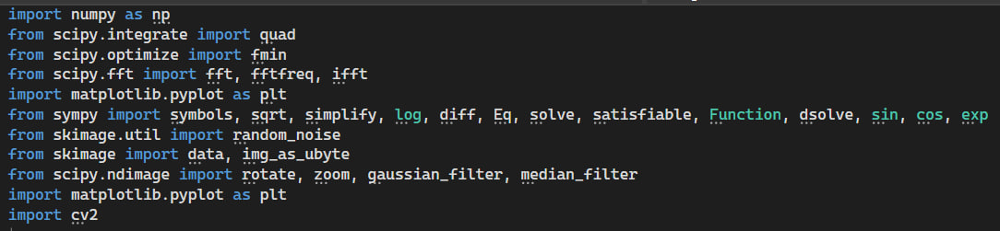 import numpy as np
from scipy.integrate import quad
from scipy.optimize import fmin
from scipy.fft import fft, fftfreq, ifft
import matplotlib.pyplot as plt
from sympy import symbols, sqrt, simplify, log, diff, Eq, solve, satisfiable, Function, dsolve, sin, cos, exp
from skimage.util import random_noise
from skimage import data, img_as_ubyte
from scipy.ndimage import rotate, zoom, gaussian_filter, median_filter
import matplotlib.pyplot as plt
import cv2